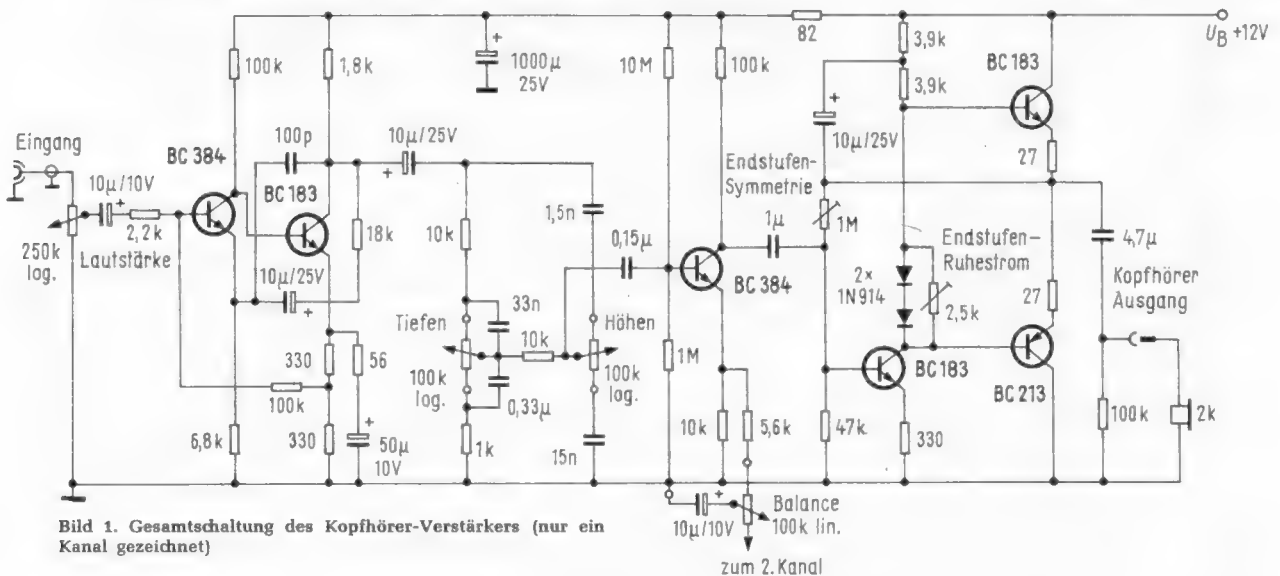 82
3,9k
U_B +12V
100k
1,8k
1000µ
25V
10M
100k
3,9k
BC 183
Eingang
100p
10µ/25V
10µ/25V
27
BC 384
BC 183
Endstufen-
Symmetrie
10µ/10V
1,5n
1µ
1M
4,7µ
2,2k
18k
10k
0,15µ
Endstufen-
Ruhestrom
250k
log.
Lautstärke
10µ/25V
BC 384
2×
1N914
Kopfhörer
Ausgang
33n
27
Tiefen
Höhen
2,5k
330
56
10k
1M
BC 183
100k
log.
100k
log.
BC 213
100k
0,33µ
6,8k
330
50µ
10V
1k
15n
10k
5,6k
47k
330
100k
2k
Bild 1. Gesamtschaltung des Kopfhörer-Verstärkers (nur ein
Kanal gezeichnet)
10µ/10V
Balance
100k lin.
zum 2. Kanal